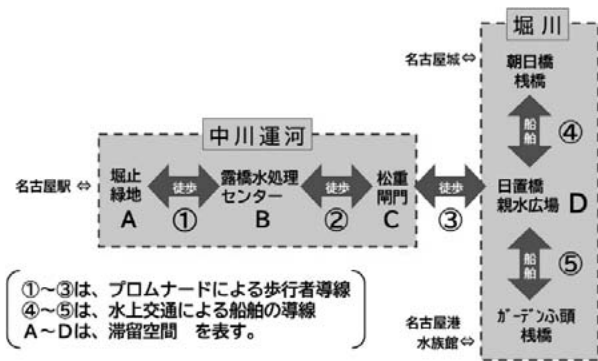 堀川
名古屋城⇔
朝日橋
桟橋
船舶
④
中川運河
名古屋駅⇔
堀止
緑地
A
徒歩
①
露橋水処理
センター
B
徒歩
②
松重
閘門
C
徒歩
③
日置橋
親水広場
D
船舶
⑤
ガーデンふ頭
桟橋
名古屋港
水族館⇔
①~③は、プロムナードによる歩行者導線
④~⑤は、水上交通による船舶の導線
A~Dは、滞留空間 を表す。